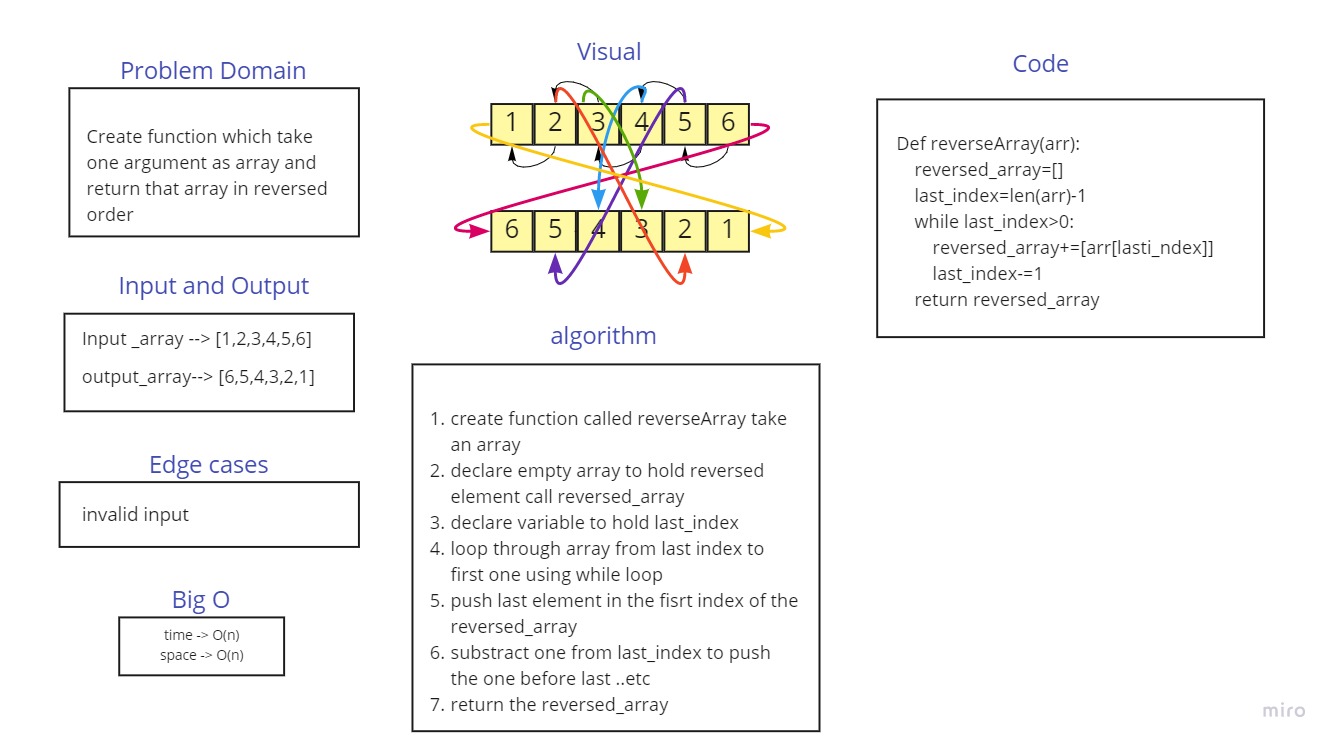 Problem Domain
Create function which take
one argument as array and
return that array in reversed
order
Input and Output
Input _array --> [1,2,3,4,5,6]
output_array--> [6,5,4,3,2,1]
Edge cases
invalid input
Big O
time -> O(n)
space -> O(n)
Visual
1 2 3 4 5 6
6 5 4 3 2 1
algorithm
1. create function called reverseArray take
an array
2. declare empty array to hold reversed
element call reversed_array
3. declare variable to hold last_index
4. loop through array from last index to
first one using while loop
5. push last element in the fisrt index of the
reversed_array
6. substract one from last_index to push
the one before last ..etc
7. return the reversed_array
Code
Def reverseArray(arr):
reversed_array=[]
last_index=len(arr)-1
while last_index>0:
reversed_array+=[arr[lasti_ndex]]
last_index-=1
return reversed_array
miro